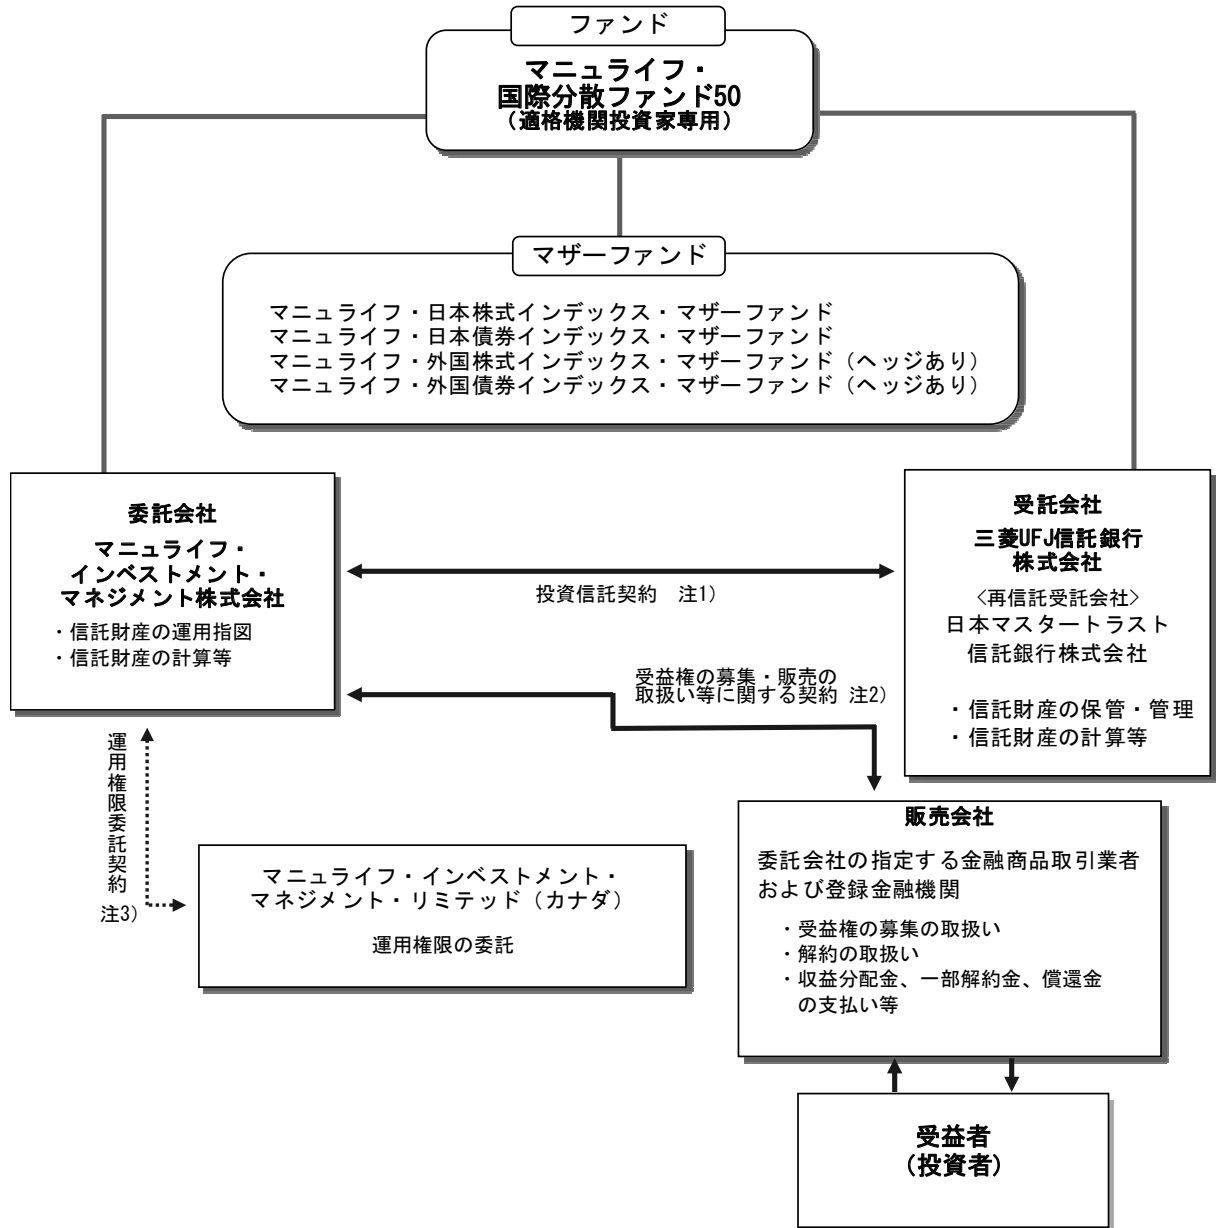 ファンド
マニュライフ・
国際分散ファンド50
（適格機関投資家専用）
マザーファンド
マニュライフ・日本株式インデックス・マザーファンド
マニュライフ・日本債券インデックス・マザーファンド
マニュライフ・外国株式インデックス・マザーファンド（ヘッジあり）
マニュライフ・外国債券インデックス・マザーファンド（ヘッジあり）
委託会社
マニュライフ・
インベストメント・
マネジメント株式会社
・信託財産の運用指図
・信託財産の計算等
投資信託契約　注1）
受託会社
三菱UFJ信託銀行
株式会社
〈再信託受託会社〉
日本マスタートラスト
信託銀行株式会社
・信託財産の保管・管理
・信託財産の計算等
受益権の募集・販売の
取扱い等に関する契約 注2）
運用権限委託契約
注3）
マニュライフ・インベストメント・
マネジメント・リミテッド（カナダ）
運用権限の委託
販売会社
委託会社の指定する金融商品取引業者
および登録金融機関
・受益権の募集の取扱い
・解約の取扱い
・収益分配金、一部解約金、償還金
の支払い等
受益者
（投資者）